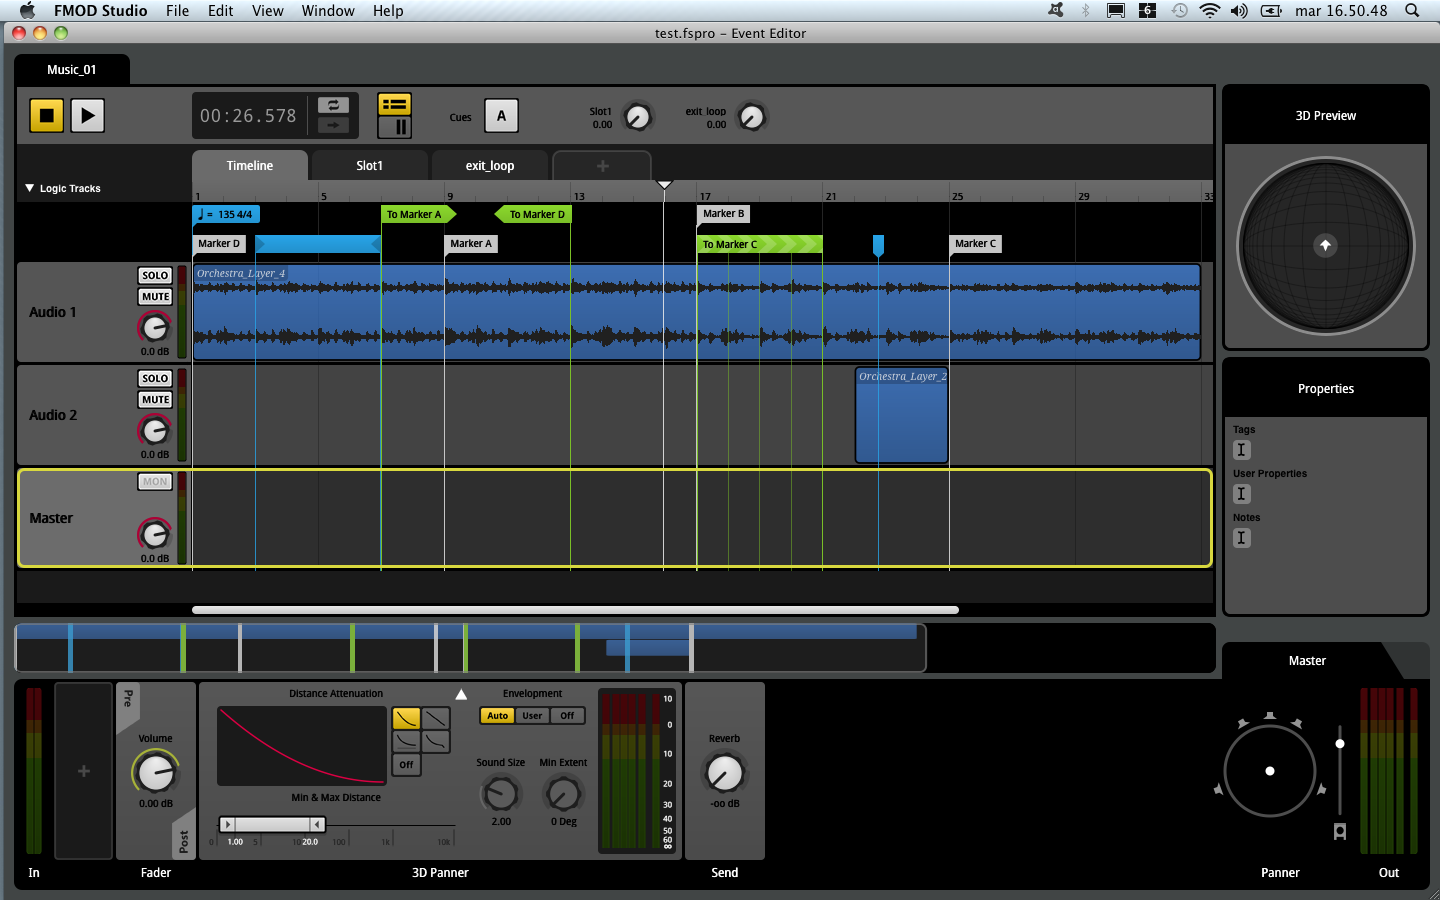 FMOD Studio File Edit View Window Help 6 mar 16.50.48
test.fspro – Event Editor
Music_01
00:26.578
Cues A
Slot1
0.00
exit_loop
0.00
Timeline Slot1 exit_loop +
Logic Tracks
1 5 9 13 17 21 25 29 33
= 135 4/4 To Marker A To Marker D Marker B
Marker D Marker A To Marker C Marker C
Orchestra_Layer_4
Audio 1
SOLO
MUTE
0.0 dB
Orchestra_Layer_2
Audio 2
SOLO
MUTE
0.0 dB
Master
MON
0.0 dB
3D Preview
Properties
Tags
User Properties
Notes
Master
In
+
Pre
Volume
0.00 dB
Post
Fader
Distance Attenuation
Off
Min & Max Distance
0 1.00 5 10 20.0 100 1k 10k
Envelopment
Auto User Off
Sound Size
2.00
Min Extent
0 Deg
10
0
10
20
30
40
50
60
∞
3D Panner
Reverb
-oo dB
Send
Panner
Out